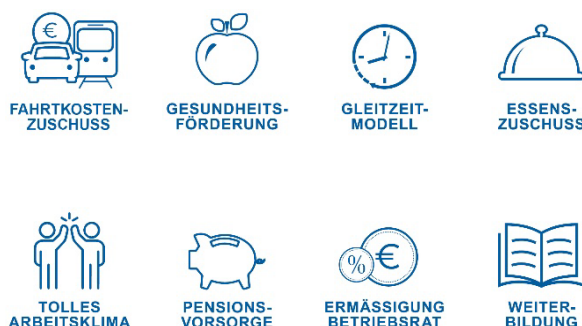 €
FAHRTKOSTEN-
ZUSCHUSS
GESUNDHEITS-
FÖRDERUNG
GLEITZEIT-
MODELL
ESSENS-
ZUSCHUSS
TOLLES
ARBEITSKLIMA
PENSIONS-
VORSORGE
% €
ERMÄSSIGUNG
BETRIEBSRAT
WEITER-
BILDUNG